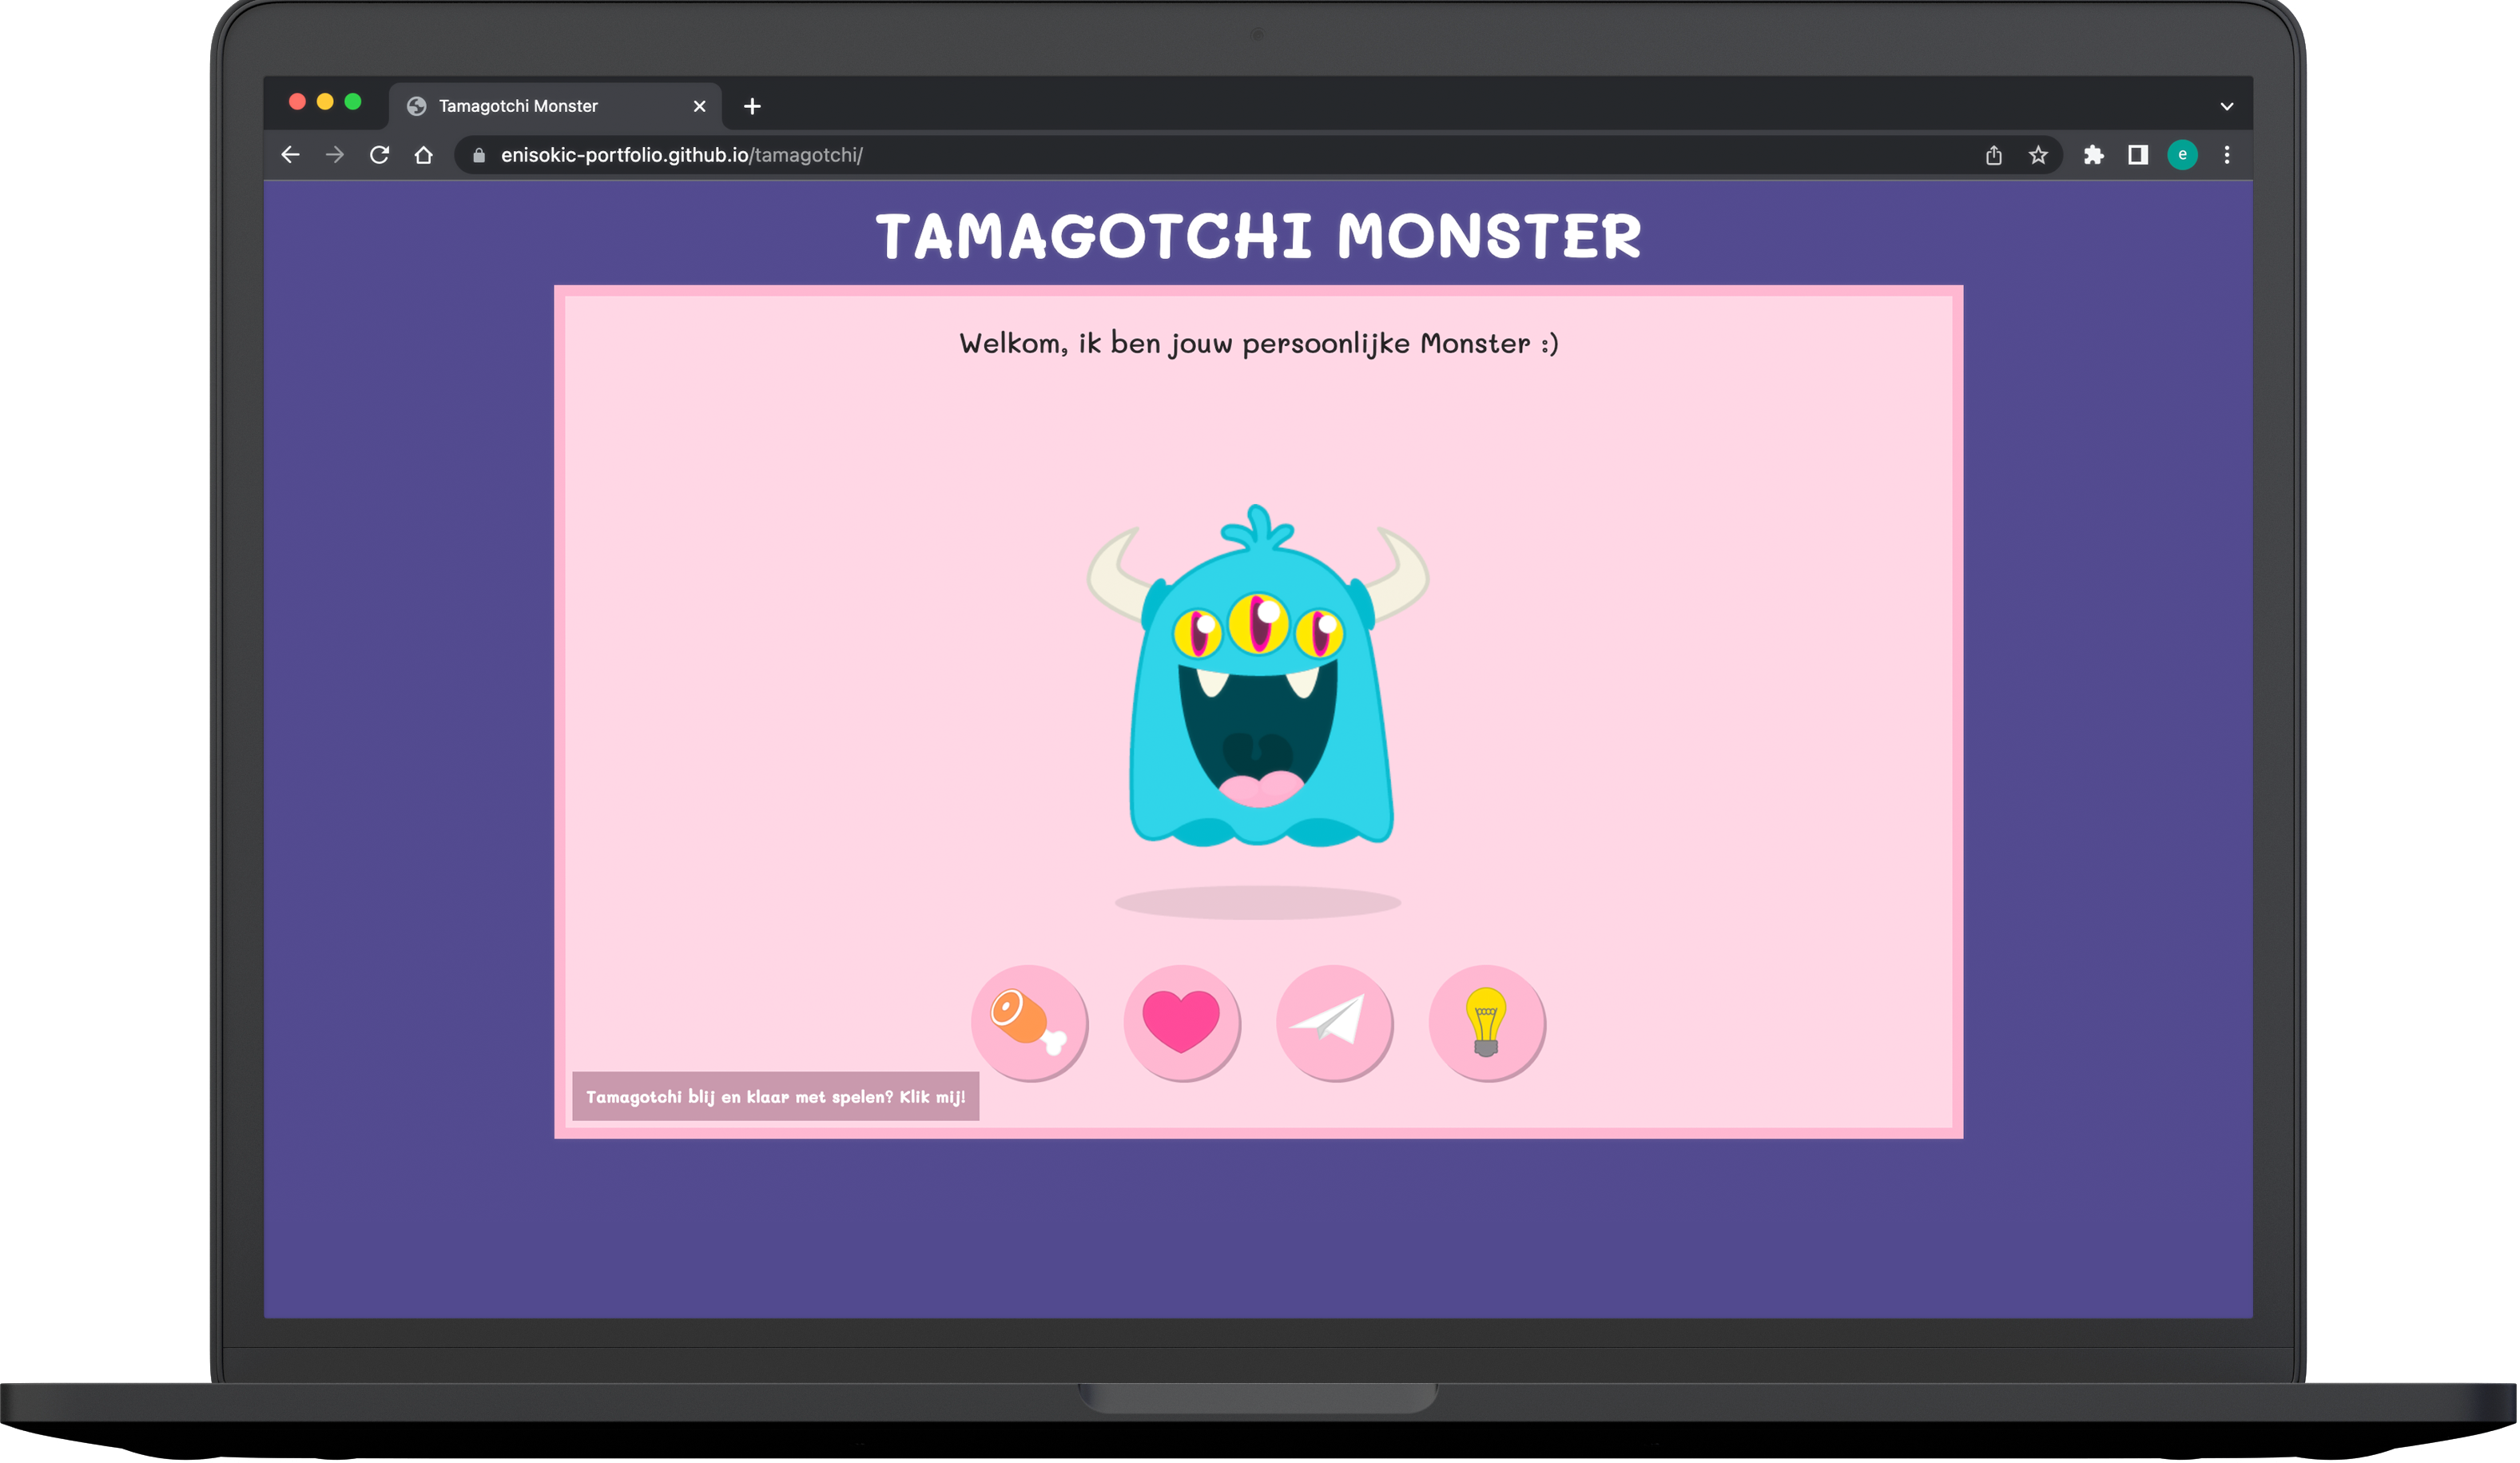 Tamagotchi Monster
enisokic-portfolio.github.io/tamagotchi/
e
TAMAGOTCHI MONSTER
Welkom, ik ben jouw persoonlijke Monster :)
Tamagotchi blij en klaar met spelen? Klik mij!